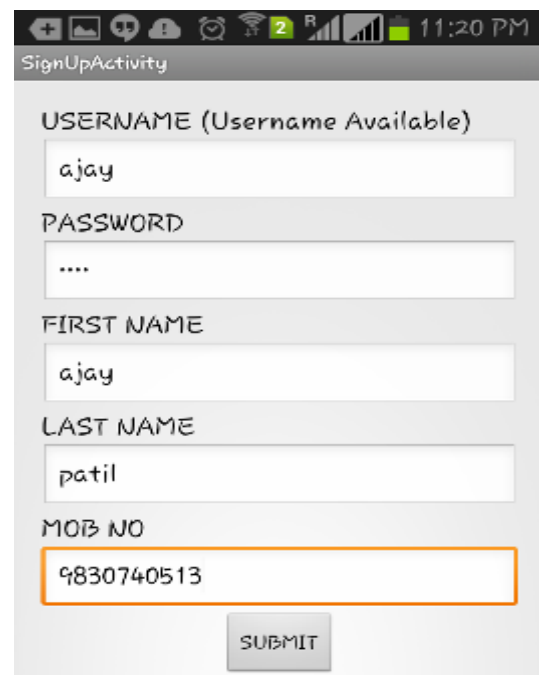 2 R 11:20 PM
SignUpActivity
USERNAME (Username Available)
ajay
PASSWORD
....
FIRST NAME
ajay
LAST NAME
patil
MOB NO
9830740513
SUBMIT